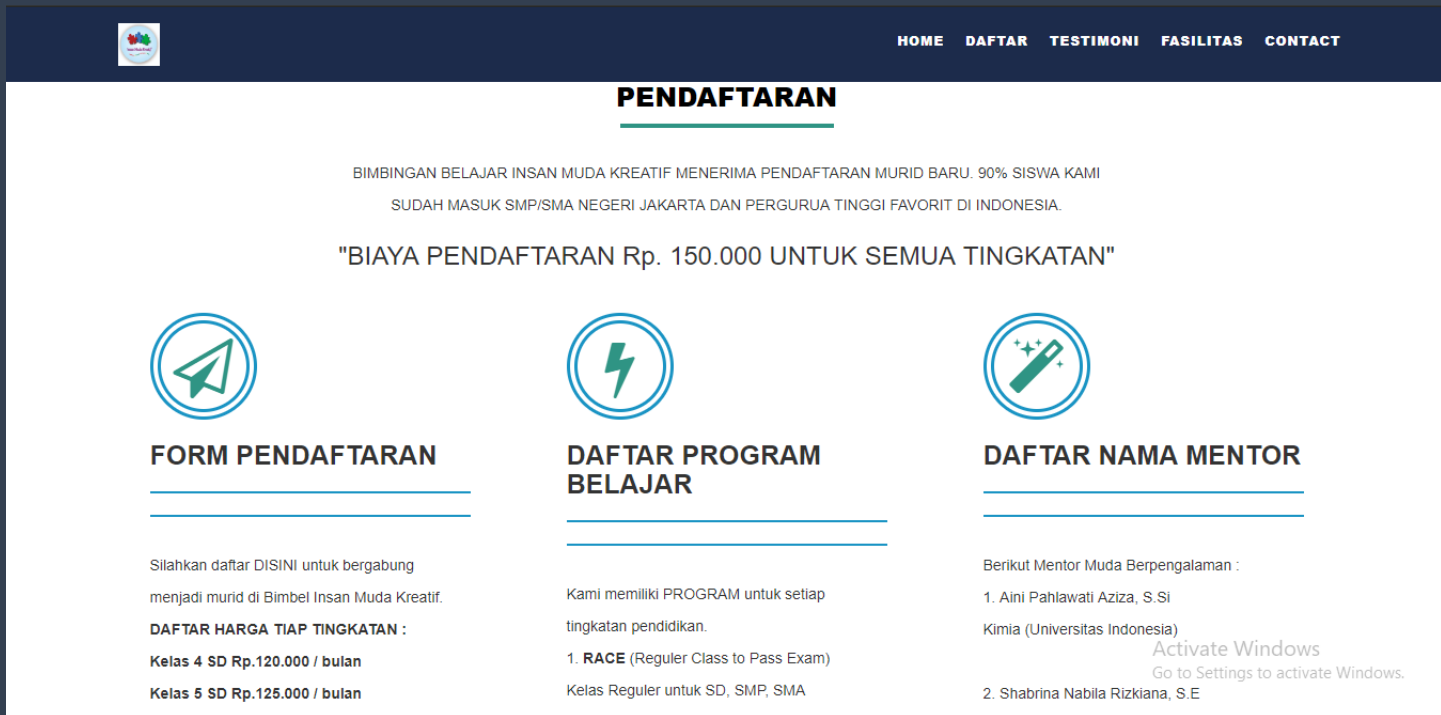 HOME DAFTAR TESTIMONI FASILITAS CONTACT
PENDAFTARAN
BIMBINGAN BELAJAR INSAN MUDA KREATIF MENERIMA PENDAFTARAN MURID BARU. 90% SISWA KAMI
SUDAH MASUK SMP/SMA NEGERI JAKARTA DAN PERGURUA TINGGI FAVORIT DI INDONESIA.
"BIAYA PENDAFTARAN Rp. 150.000 UNTUK SEMUA TINGKATAN"
FORM PENDAFTARAN
Silahkan daftar DISINI untuk bergabung
menjadi murid di Bimbel Insan Muda Kreatif.
DAFTAR HARGA TIAP TINGKATAN :
Kelas 4 SD Rp.120.000 / bulan
Kelas 5 SD Rp.125.000 / bulan
DAFTAR PROGRAM
BELAJAR
Kami memiliki PROGRAM untuk setiap
tingkatan pendidikan.
1. RACE (Reguler Class to Pass Exam)
Kelas Reguler untuk SD, SMP, SMA
DAFTAR NAMA MENTOR
Berikut Mentor Muda Berpengalaman :
1. Aini Pahlawati Aziza, S.Si
Kimia (Universitas Indonesia)
2. Shabrina Nabila Rizkiana, S.E
Activate Windows
Go to Settings to activate Windows.